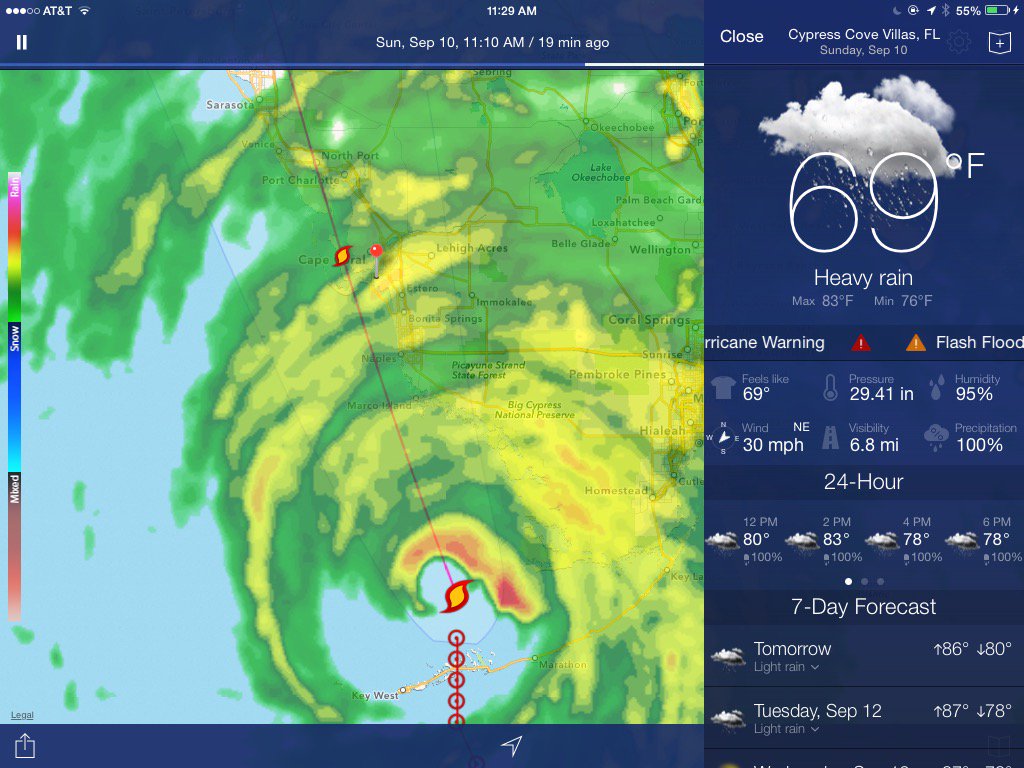 AT&T
11:29 AM
55%
Sun, Sep 10, 11:10 AM / 19 min ago
Close
Cypress Cove Villas, FL
Sunday, Sep 10
Sebring
Sarasota
Venice
North Port
Port Charlotte
Okeechobee
Lake
Okeechobee
Palm Beach Gard
Loxahatchee
Belle Glade
Wellington
Lehigh Acres
Cape Coral
Estero
Immokalee
Bonita Springs
Coral Springs
Naples
Sunrise
Picayune Strand
State Forest
Pembroke Pines
Marco Island
Big Cypress
National Preserve
Hialeah
Homestead
Cutle
Key La
Marathon
Key West
Rain
Snow
Mixed
Legal
69°F
Heavy rain
Max 83°F Min 76°F
rricane Warning
Flash Flood
Feels like
69°
Pressure
29.41 in
Humidity
95%
N
W E
S
Wind NE
30 mph
Visibility
6.8 mi
Precipitation
100%
24-Hour
12 PM
80°
100%
2 PM
83°
100%
4 PM
78°
100%
6 PM
78°
100%
7-Day Forecast
Tomorrow
Light rain
↑86° ↓80°
Tuesday, Sep 12
Light rain
↑87° ↓78°